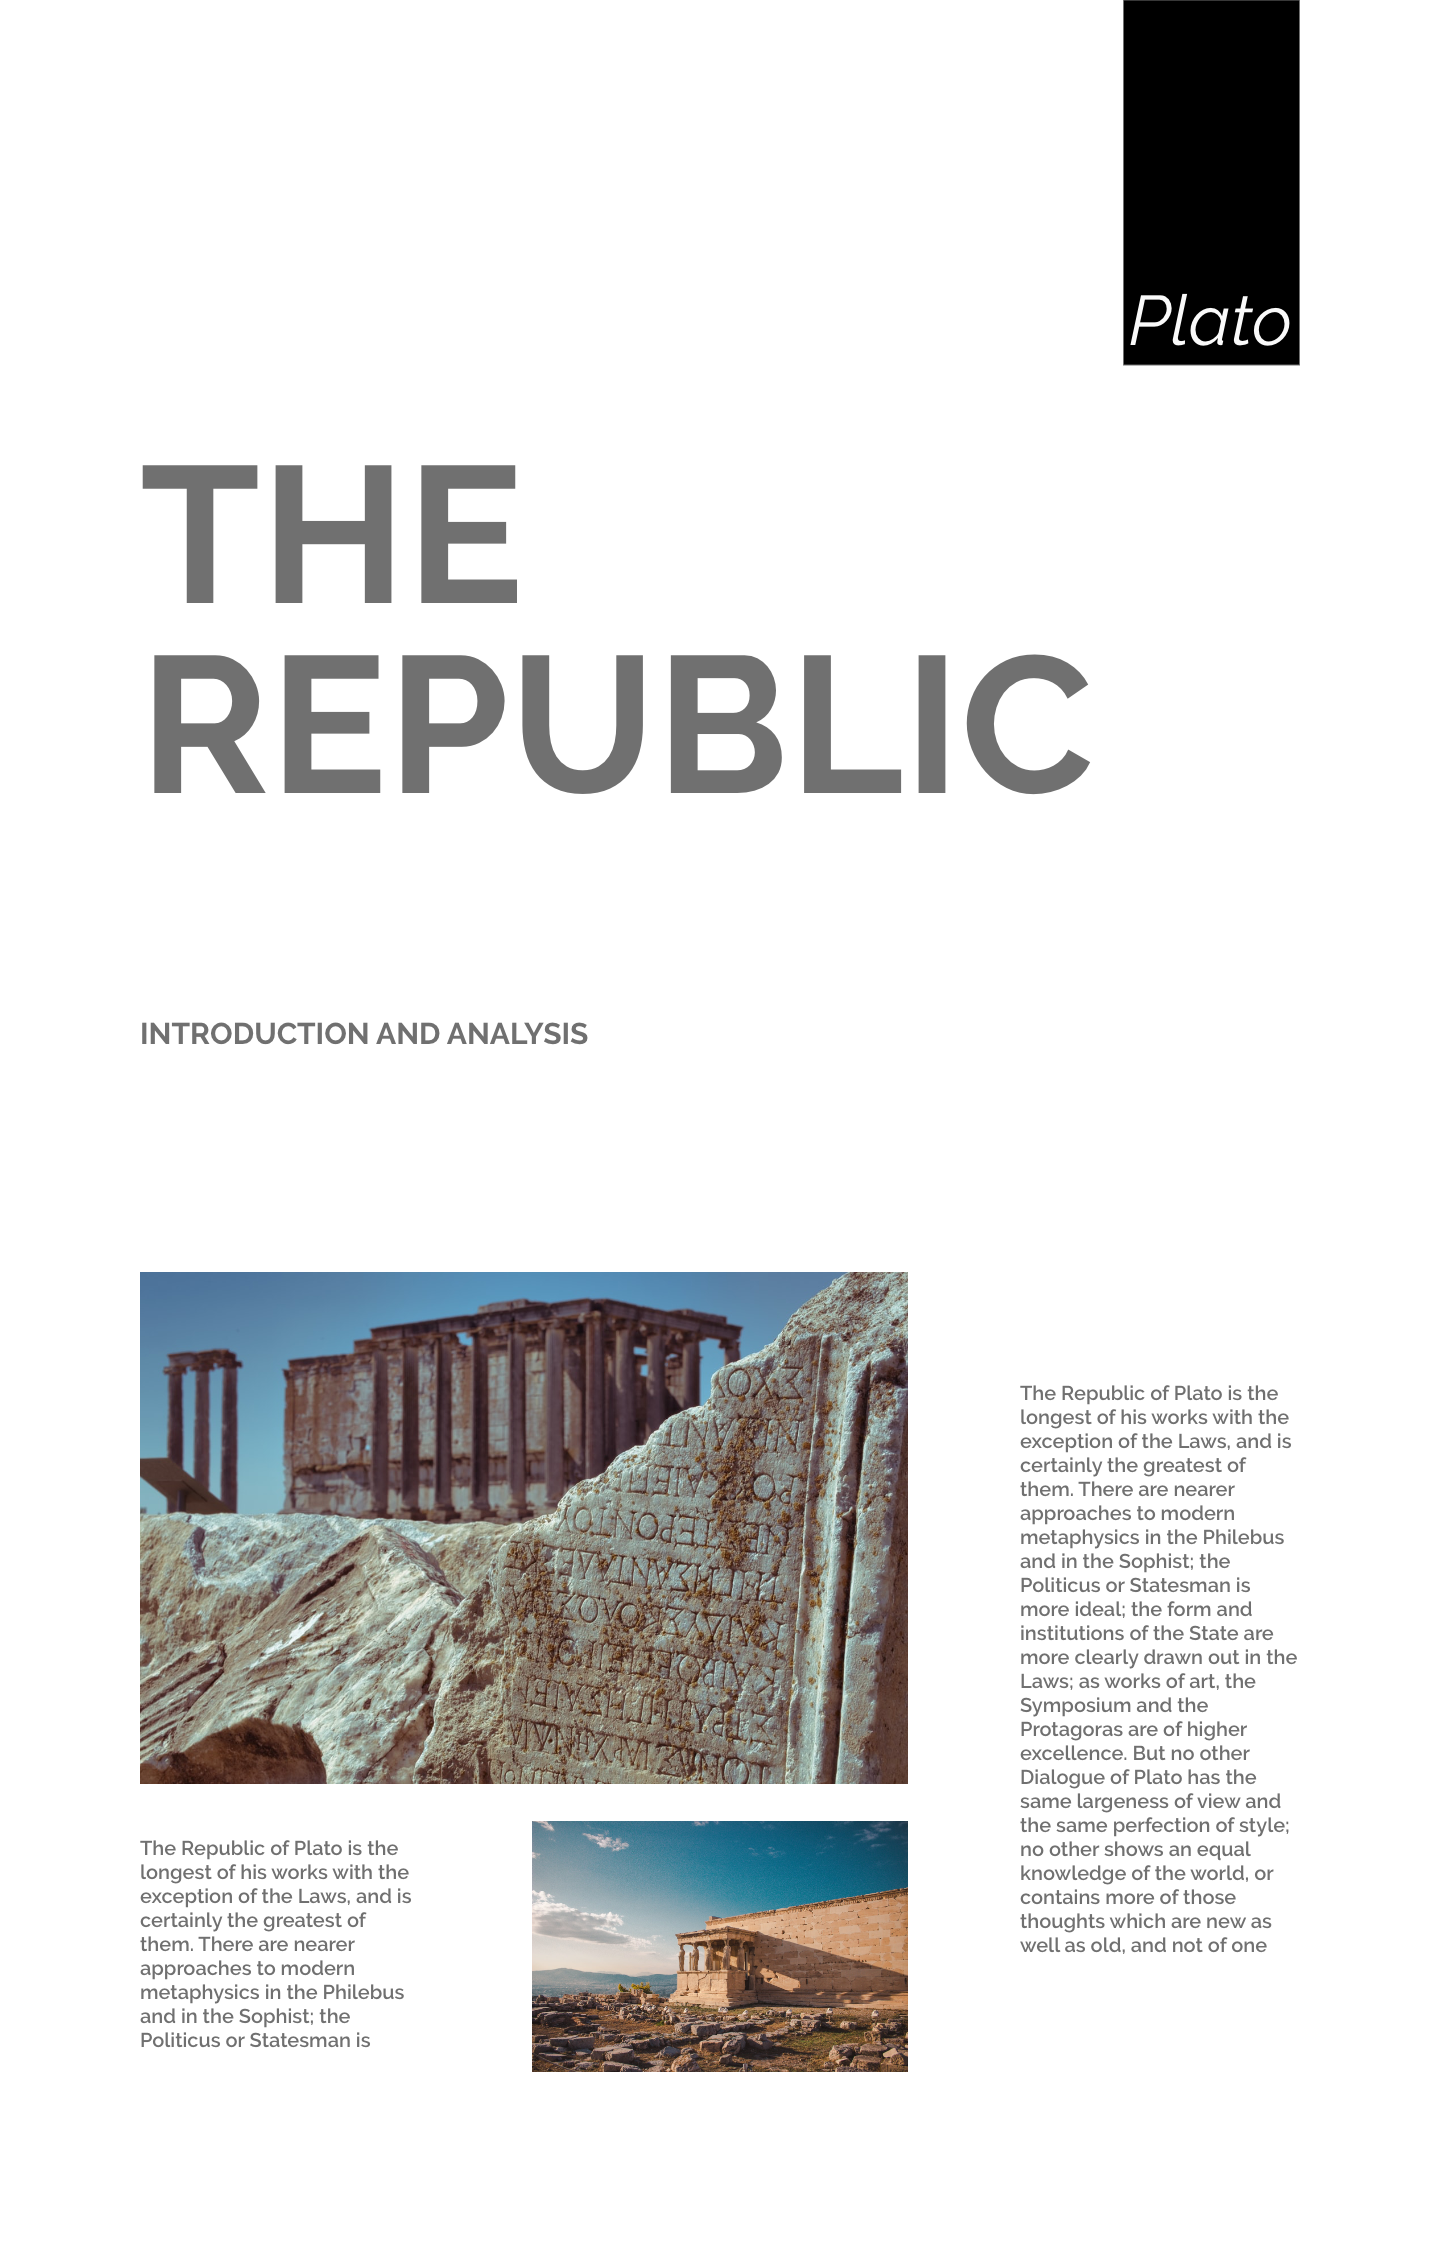 Plato
THE
REPUBLIC
INTRODUCTION AND ANALYSIS
The Republic of Plato is the
longest of his works with the
exception of the Laws, and is
certainly the greatest of
them. There are nearer
approaches to modern
metaphysics in the Philebus
and in the Sophist; the
Politicus or Statesman is
The Republic of Plato is the
longest of his works with the
exception of the Laws, and is
certainly the greatest of
them. There are nearer
approaches to modern
metaphysics in the Philebus
and in the Sophist; the
Politicus or Statesman is
more ideal; the form and
institutions of the State are
more clearly drawn out in the
Laws; as works of art, the
Symposium and the
Protagoras are of higher
excellence. But no other
Dialogue of Plato has the
same largeness of view and
the same perfection of style;
no other shows an equal
knowledge of the world, or
contains more of those
thoughts which are new as
well as old, and not of one